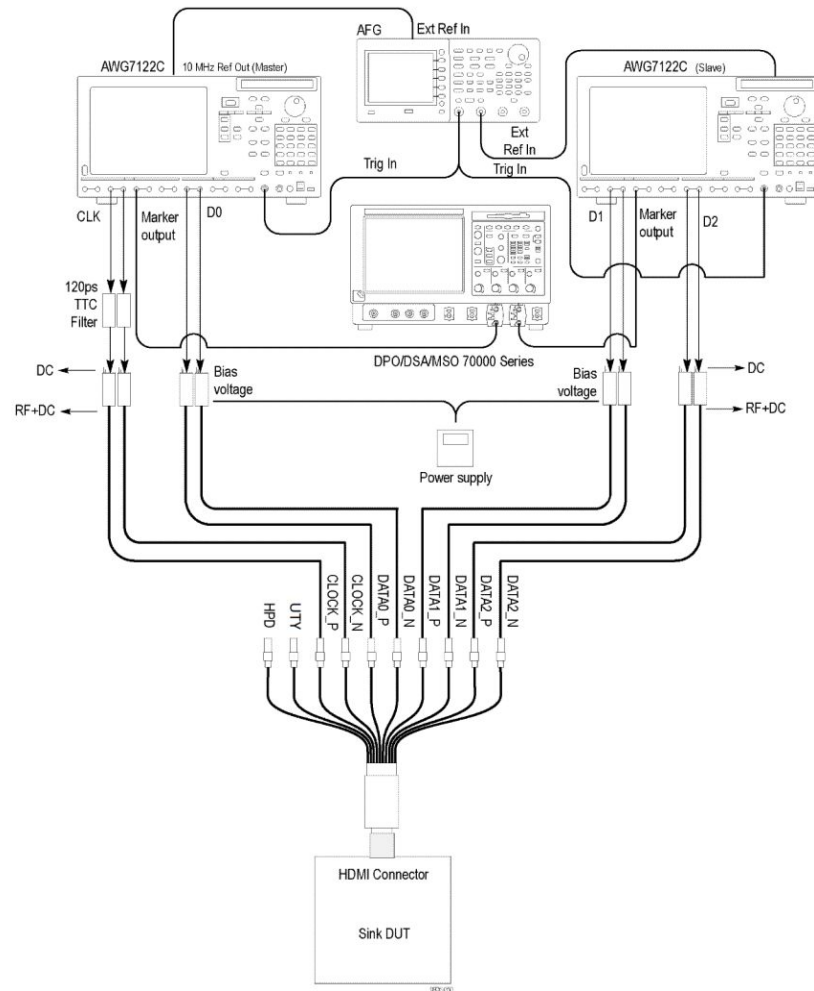 AFG
Ext Ref In
AWG7122C 10 MHz Ref Out (Master)
AWG7122C (Slave)
Ext
Ref In
Trig In
Trig In
CLK
Marker
output
D0
D1
Marker
output
D2
120ps
TTC
Filter
DPO/DSA/MSO 70000 Series
DC
Bias
voltage
Bias
voltage
DC
RF+DC
RF+DC
Power supply
HPD
UTY
CLOCK_P
CLOCK_N
DATA0_P
DATA0_N
DATA1_P
DATA1_N
DATA2_P
DATA2_N
HDMI Connector
Sink DUT